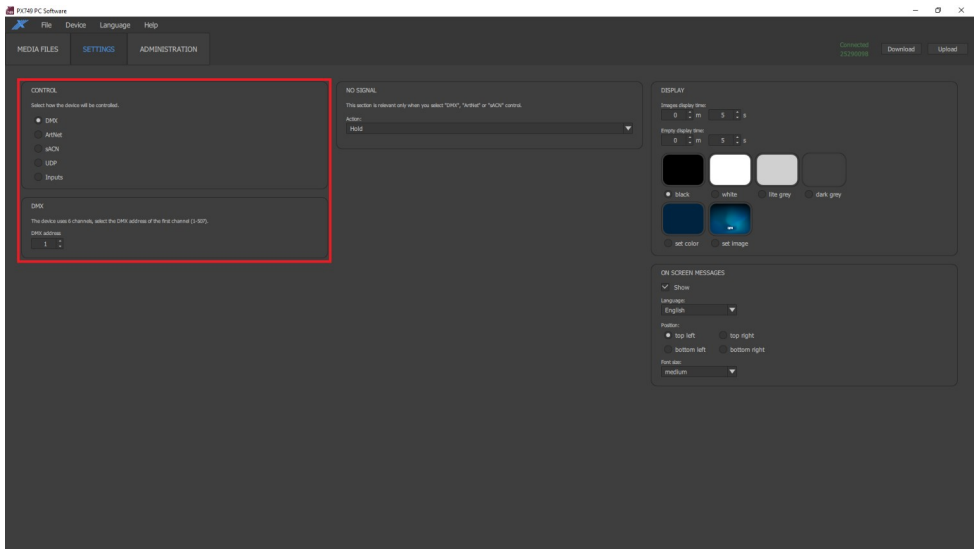 PX749 PC Software
File Device Language Help
MEDIA FILES SETTINGS ADMINISTRATION
Connected
Download Upload
CONTROL
Select how the device will be controlled.
DMX
ArtNet
sACN
UDP
Inputs
DMX
The device uses 6 channels, select the DMX address of the first channel (1-507).
DMX address:
1
NO SIGNAL
This section is relevant only when you select "DMX", "ArtNet" or "sACN" control.
Action:
Hold
DISPLAY
Images display time:
0 m 5 s
Empty display time:
0 m 5 s
black white lite grey dark grey
set color set image
ON SCREEN MESSAGES
Show
Language:
English
Position:
top left top right
bottom left bottom right
Font size:
medium